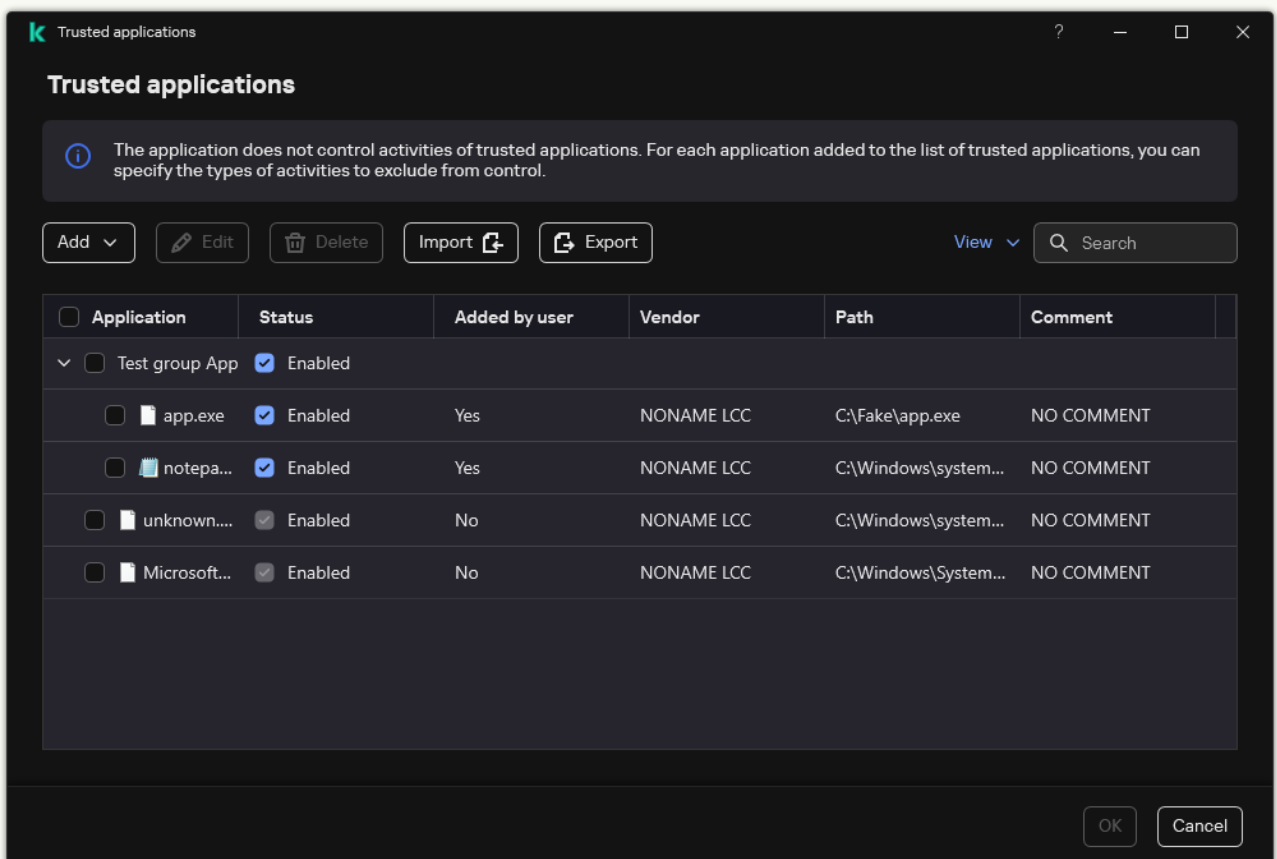 Trusted applications
?
Trusted applications
The application does not control activities of trusted applications. For each application added to the list of trusted applications, you can
specify the types of activities to exclude from control.
Add Edit Delete Import Export View Search
Application Status Added by user Vendor Path Comment
Test group App Enabled
app.exe Enabled Yes NONAME LCC C:\Fake\app.exe NO COMMENT
notepa... Enabled Yes NONAME LCC C:\Windows\system... NO COMMENT
unknown.... Enabled No NONAME LCC C:\Windows\system... NO COMMENT
Microsoft... Enabled No NONAME LCC C:\Windows\System... NO COMMENT
OK Cancel